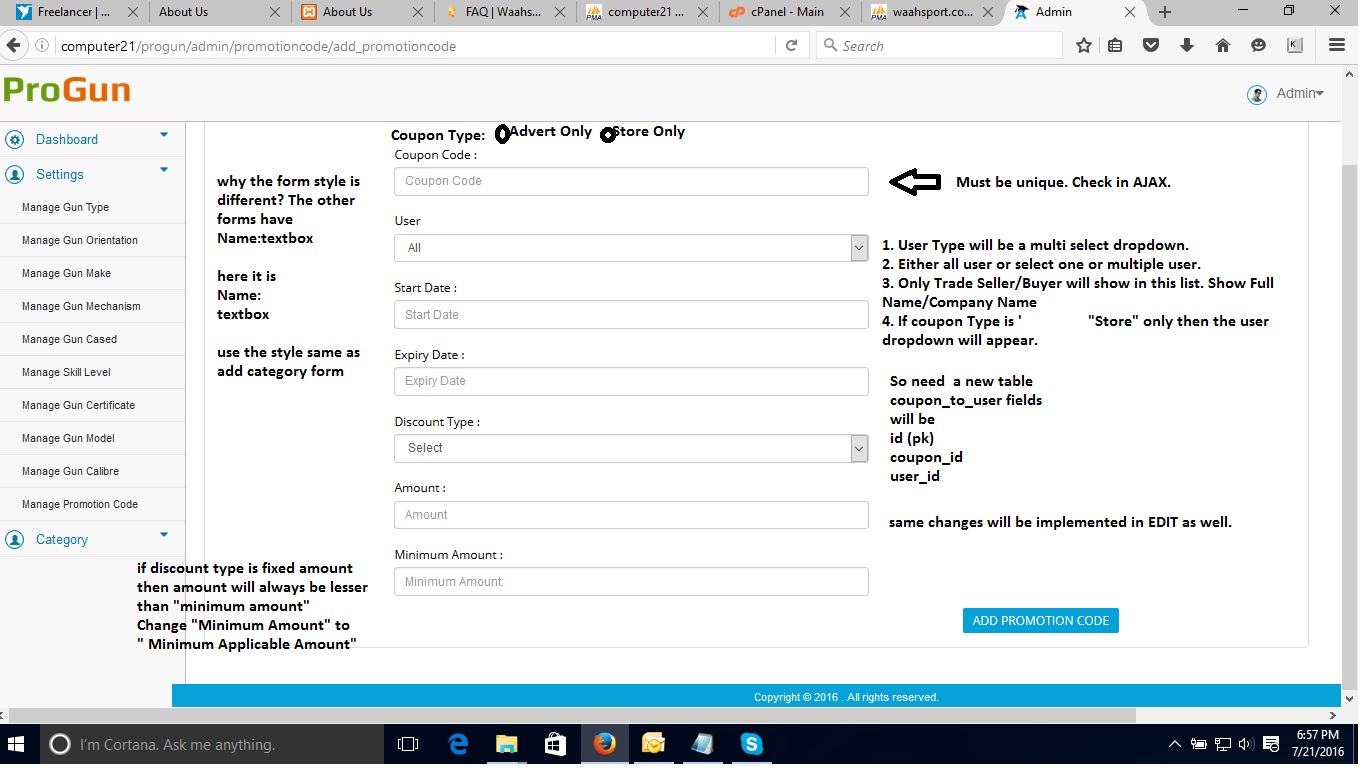 Freelancer | ...
About Us
About Us
FAQ | Waahs...
computer21 ...
cPanel - Main
waahsport.co...
Admin
computer21/progun/admin/promotioncode/add_promotioncode
Search
ProGun
Admin
Dashboard
Settings
Manage Gun Type
Manage Gun Orientation
Manage Gun Make
Manage Gun Mechanism
Manage Gun Cased
Manage Skill Level
Manage Gun Certificate
Manage Gun Model
Manage Gun Calibre
Manage Promotion Code
Category
why the form style is
different? The other
forms have
Name:textbox
here it is
Name:
textbox
use the style same as
add category form
if discount type is fixed amount
then amount will always be lesser
than "minimum amount"
Change "Minimum Amount" to
" Minimum Applicable Amount"
Coupon Type: Advert Only Store Only
Coupon Code :
Coupon Code
User
All
Start Date :
Start Date
Expiry Date :
Expiry Date
Discount Type :
Select
Amount :
Amount
Minimum Amount :
Minimum Amount:
Must be unique. Check in AJAX.
1. User Type will be a multi select dropdown.
2. Either all user or select one or multiple user.
3. Only Trade Seller/Buyer will show in this list. Show Full
Name/Company Name
4. If coupon Type is ' "Store" only then the user
dropdown will appear.
So need a new table
coupon_to_user fields
will be
id (pk)
coupon_id
user_id
same changes will be implemented in EDIT as well.
ADD PROMOTION CODE
Copyright © 2016 . All rights reserved.
I'm Cortana. Ask me anything.
6:57 PM
7/21/2016